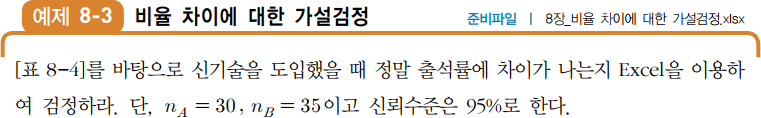 예제 8-3 비율 차이에 대한 가설검정 준비파일 | 8장_비율 차이에 대한 가설검정.xlsx
[표 8-4]를 바탕으로 신기술을 도입했을 때 정말 출석률에 차이가 나는지 Excel을 이용하
여 검정하라. 단, n_A = 30, n_B = 35이고 신뢰수준은 95%로 한다.